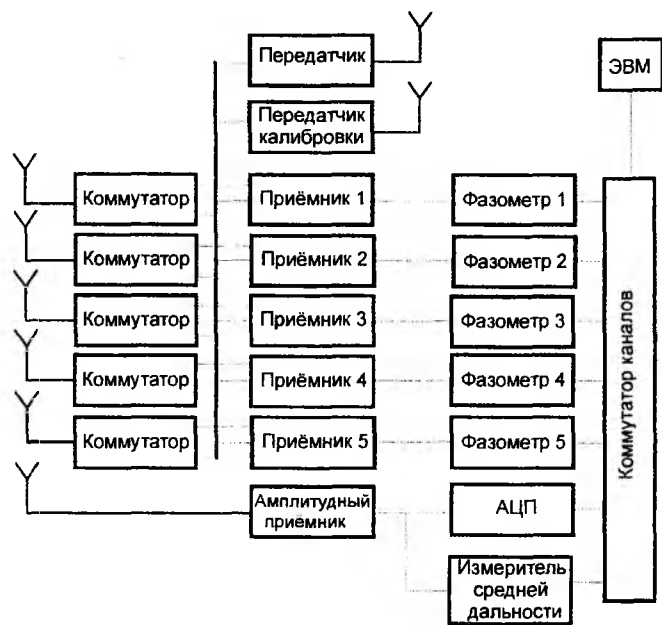 Передатчик
ЭВМ
Передатчик
калибровки
Коммутатор
Приёмник 1
Фазометр 1
Коммутатор
Приёмник 2
Фазометр 2
Коммутатор
Приёмник 3
Фазометр 3
Коммутатор
Приёмник 4
Фазометр 4
Коммутатор
Приёмник 5
Фазометр 5
Коммутатор каналов
Амплитудный
приемник
АЦП
Измеритель
средней
дальности